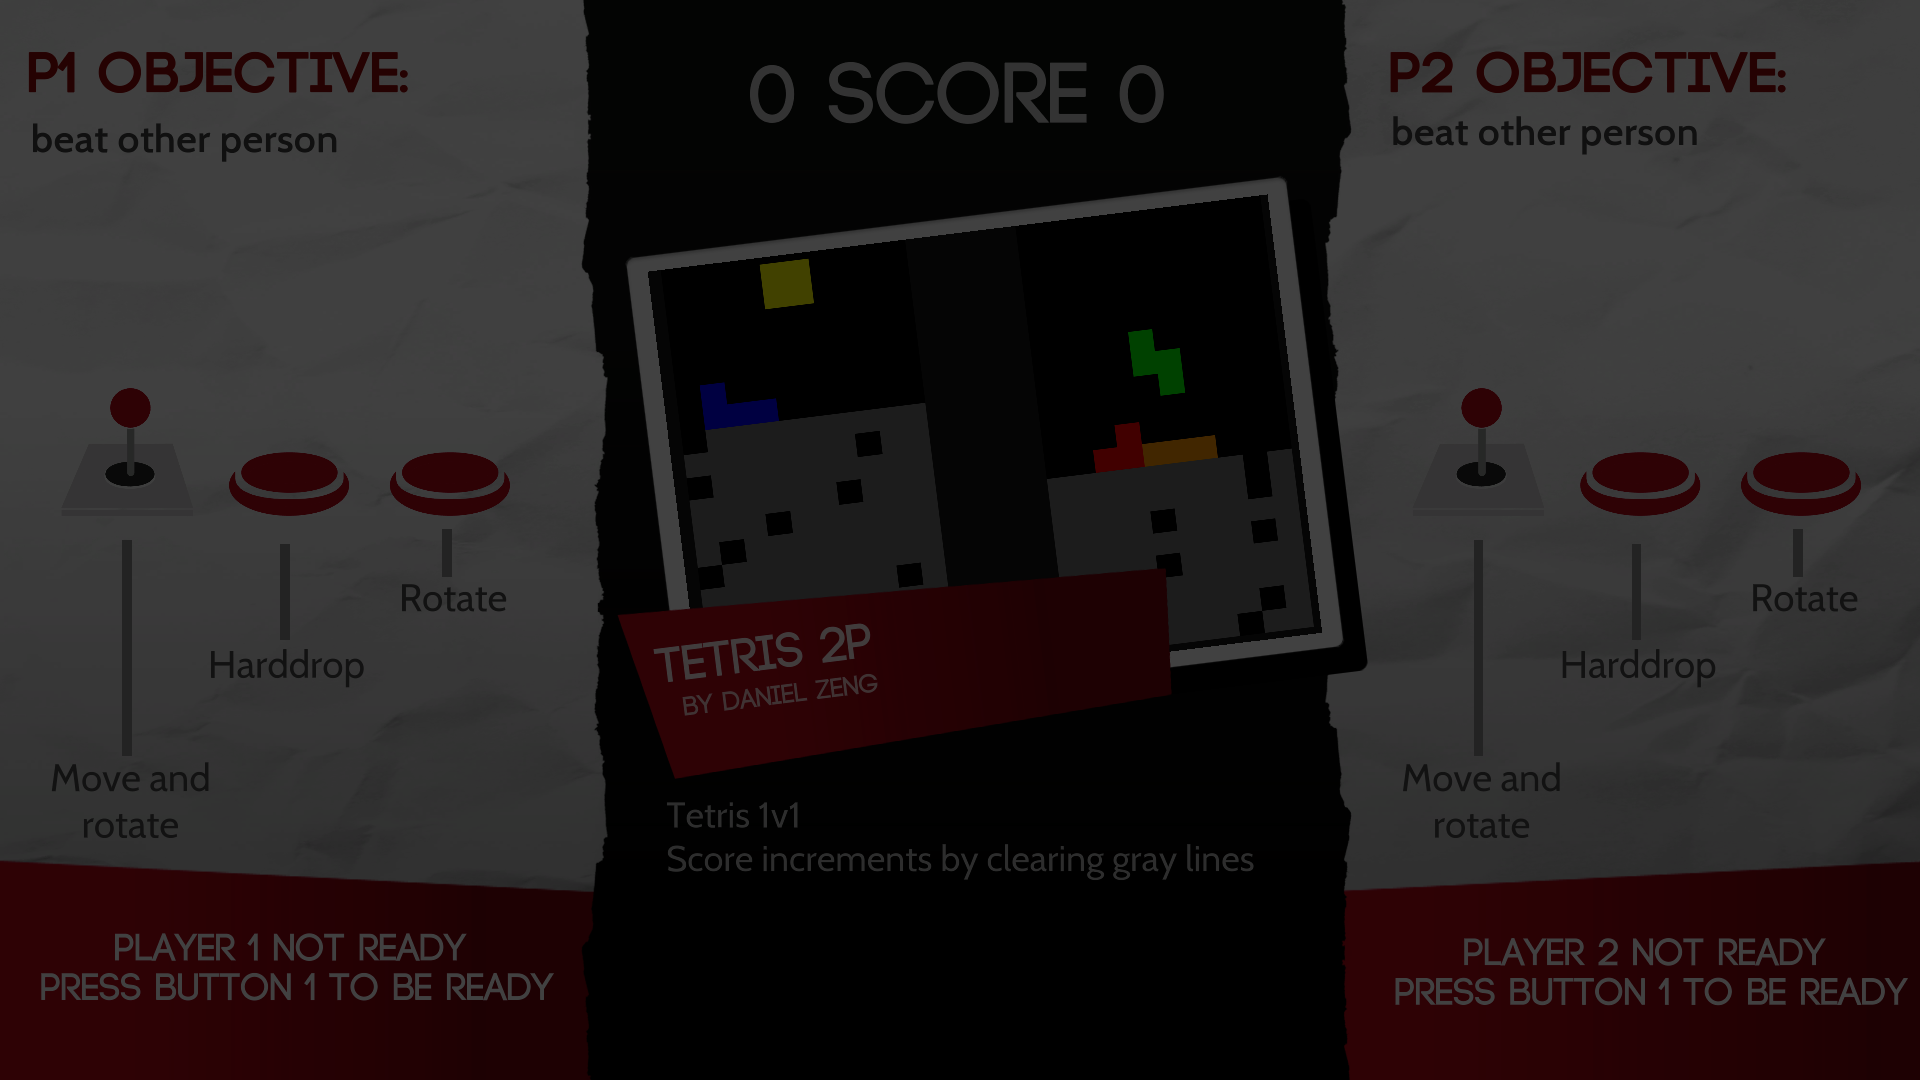 P1 OBJECTIVE:
beat other person
Rotate
Harddrop
Move and
rotate
PLAYER 1 NOT READY
PRESS BUTTON 1 TO BE READY
0 SCORE 0
TETRIS 2P
BY DANIEL ZENG
Tetris 1v1
Score increments by clearing gray lines
P2 OBJECTIVE:
beat other person
Rotate
Harddrop
Move and
rotate
PLAYER 2 NOT READY
PRESS BUTTON 1 TO BE READY